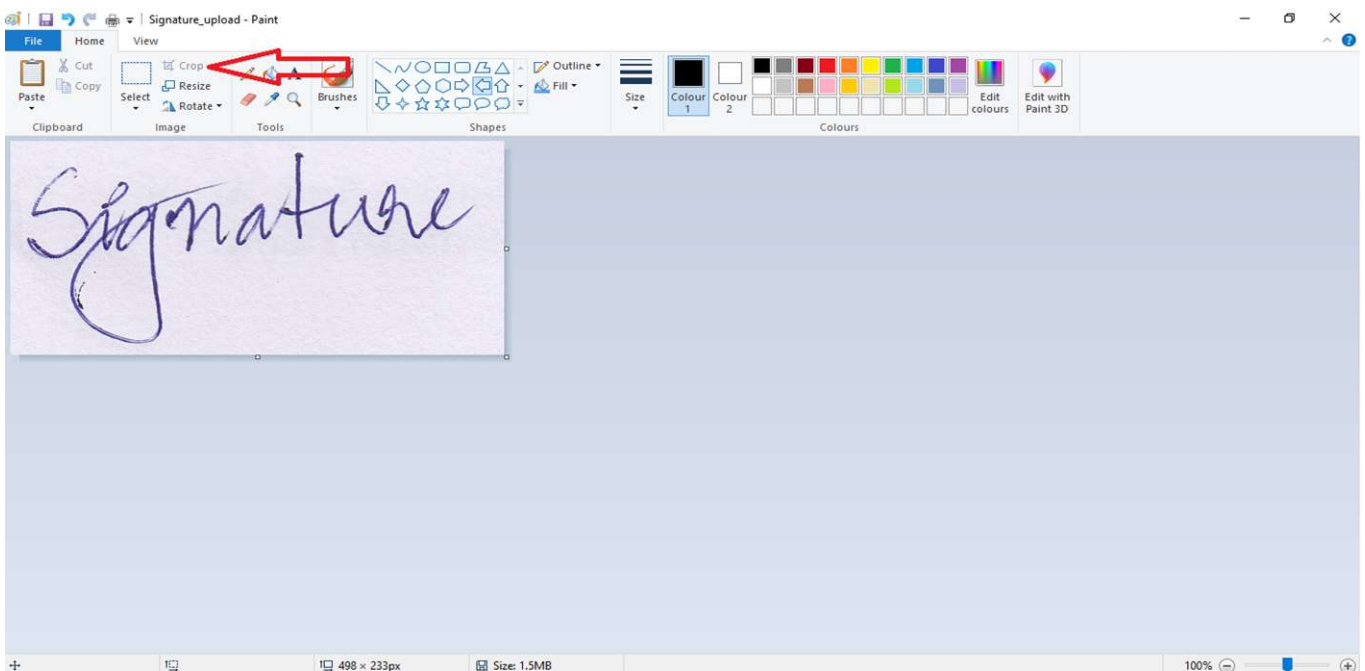 Signature_upload - Paint
File Home View
Paste
Cut
Copy
Clipboard
Select
Crop
Resize
Rotate
Image
A
Tools
Brushes
Outline
Fill
Shapes
Size
Colour 1
Colour 2
Edit colours
Colours
Edit with Paint 3D
Signature
498 × 233px
Size: 1.5MB
100%